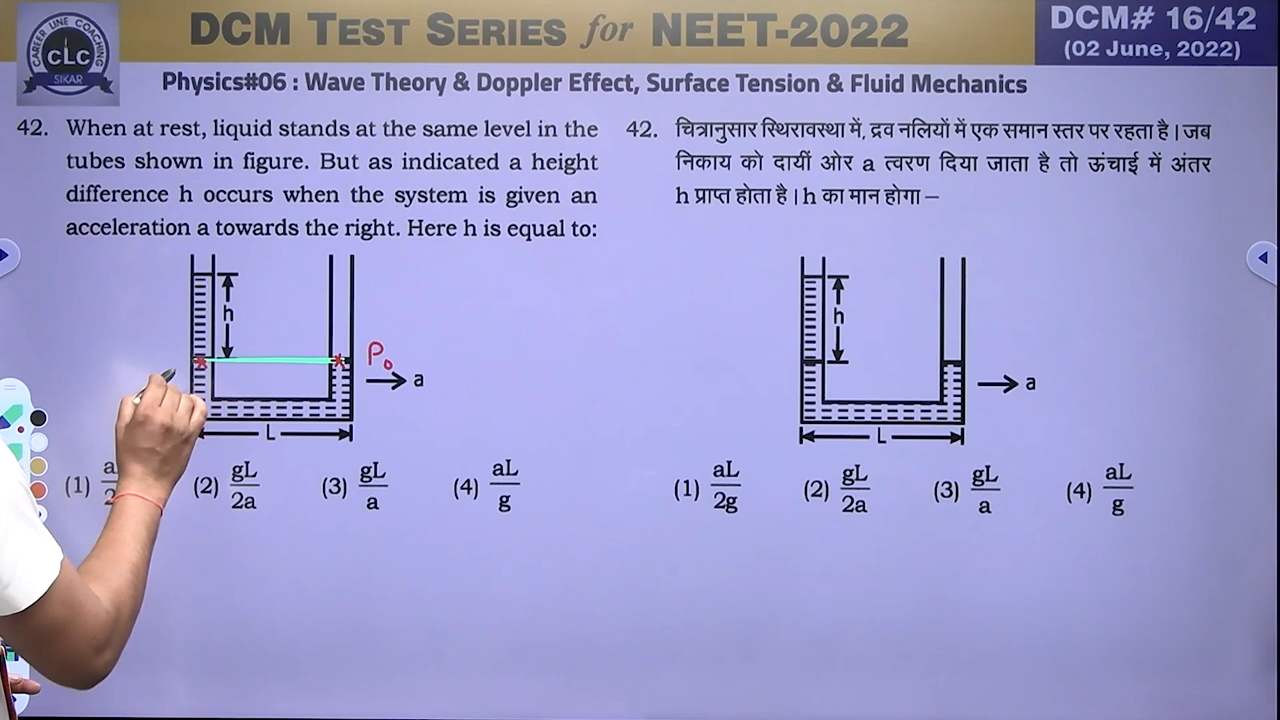 CAREER LINE COACHING
CLC
SIKAR
DCM TEST SERIES for NEET-2022
DCM# 16/42
(02 June, 2022)
Physics#06 : Wave Theory & Doppler Effect, Surface Tension & Fluid Mechanics
42. When at rest, liquid stands at the same level in the
tubes shown in figure. But as indicated a height
difference h occurs when the system is given an
acceleration a towards the right. Here h is equal to:
h
P₀
a
L
(1) a
(2) gL/2a
(3) gL/a
(4) aL/g
42. चित्रानुसार स्थिरावस्था में, द्रव नलियों में एक समान स्तर पर रहता है । जब
निकाय को दायीं ओर a त्वरण दिया जाता है तो ऊंचाई में अंतर
h प्राप्त होता है । h का मान होगा –
h
a
L
(1) aL/2g
(2) gL/2a
(3) gL/a
(4) aL/g